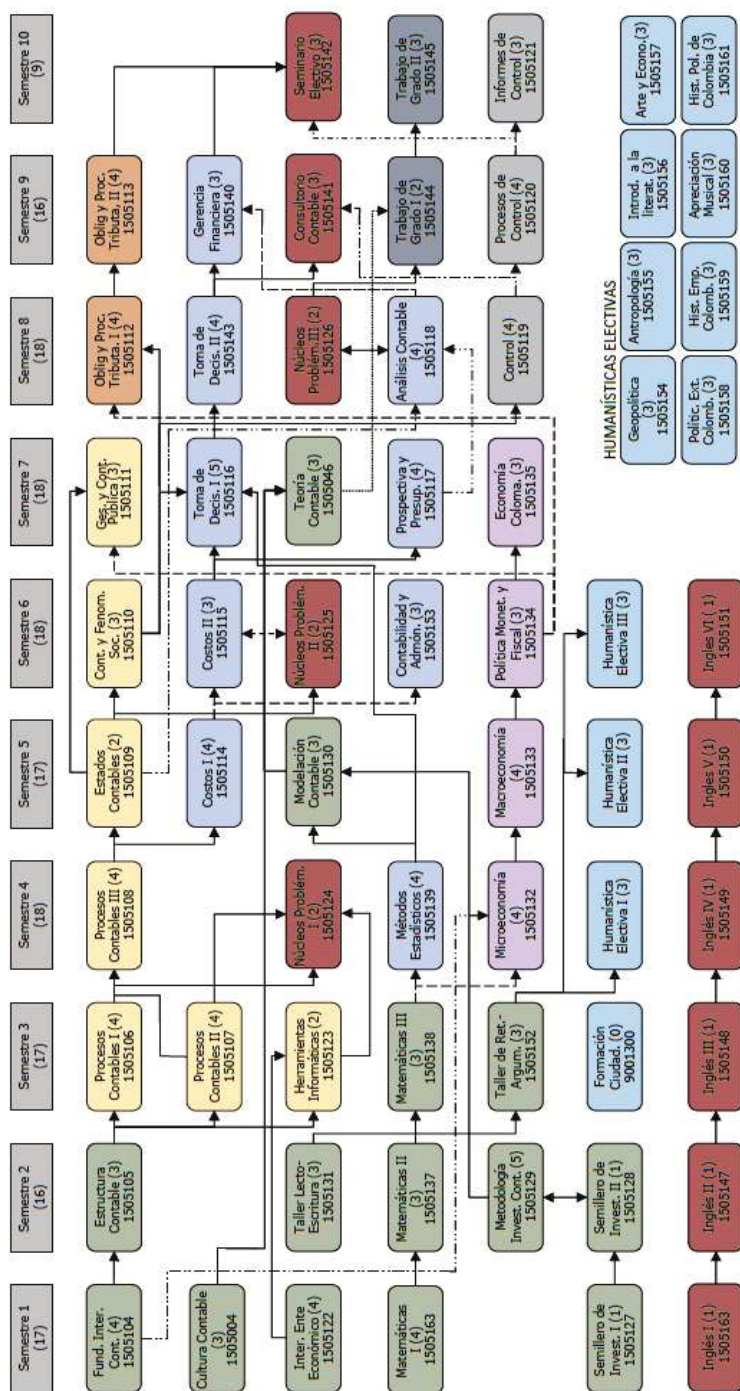 Semestre 1
(17)
Semestre 2
(16)
Semestre 3
(17)
Semestre 4
(18)
Semestre 5
(17)
Semestre 6
(18)
Semestre 7
(18)
Semestre 8
(18)
Semestre 9
(16)
Semestre 10
(9)
Fund. Inter.
Cont. (4)
1505104
Cultura Contable
(3)
1505004
Inter. Ente
Económico (4)
1505122
Matemáticas
I (4)
1505163
Semillero de
Invest. I (1)
1505127
Inglés I (1)
1505163
Estructura
Contable (3)
1505105
Taller Lecto-
Escritura (3)
1505131
Matemáticas II
(3)
1505137
Metodología
Invest. Cont. (5)
1505129
Semillero de
Invest. II (1)
1505128
Inglés II (1)
1505147
Procesos
Contables I (4)
1505106
Procesos
Contables II (4)
1505107
Herramientas
Informáticas (2)
1505123
Matemáticas III
(3)
1505138
Taller de Ret.-
Argum. (3)
1505152
Formación
Ciudad. (0)
9001300
Inglés III (1)
1505148
Procesos
Contables III (4)
1505108
Núcleos Problém.
I (2)
1505124
Métodos
Estadísticos (4)
1505139
Microeconomía
(4)
1505132
Humanística
Electiva I (3)
Ingles IV (1)
1505149
Estados
Contables (2)
1505109
Costos I (4)
1505114
Modelación
Contable (3)
1505130
Macroeconomía
(4)
1505133
Humanística
Electiva II (3)
Ingles V (1)
1505150
Cont. y Fenom.
Soc. (3)
1505110
Costos II (3)
1505115
Núcleos Problém.
II (2)
1505125
Contabilidad y
Admón. (3)
1505153
Política Monet. y
Fiscal (3)
1505134
Humanística
Electiva III (3)
Ingles VI (1)
1505151
Ges. y Cont.
Pública (3)
1505111
Toma de
Decis. I (5)
1505116
Teoría
Contable (3)
1505046
Prospectiva y
Presup. (4)
1505117
Economía
Coloma. (3)
1505135
Oblig y Proc.
Tributa. I (4)
1505112
Toma de
Decis. II (4)
1505143
Núcleos
Problém. III (2)
1505126
Análisis Contable
(4)
1505118
Control (4)
1505119
Oblig y Proc.
Tributa. II (4)
1505113
Gerencia
Financiera (3)
1505140
Consultorio
Contable (3)
1505141
Trabajo de
Grado I (2)
1505144
Procesos de
Control (4)
1505120
Seminario
Electivo (3)
1505142
Trabajo de
Grado II (3)
1505145
Informes de
Control (3)
1505121
HUMANÍSTICAS ELECTIVAS
Geopolítica
(3)
1505154
Antropología (3)
1505155
Introd. a la
literat. (3)
1505156
Arte y Econo.(3)
1505157
Politic. Ext.
Colomb. (3)
1505158
Hist. Emp.
Colomb. (3)
1505159
Apreciación
Musical (3)
1505160
Hist. Pol. de
Colombia (3)
1505161